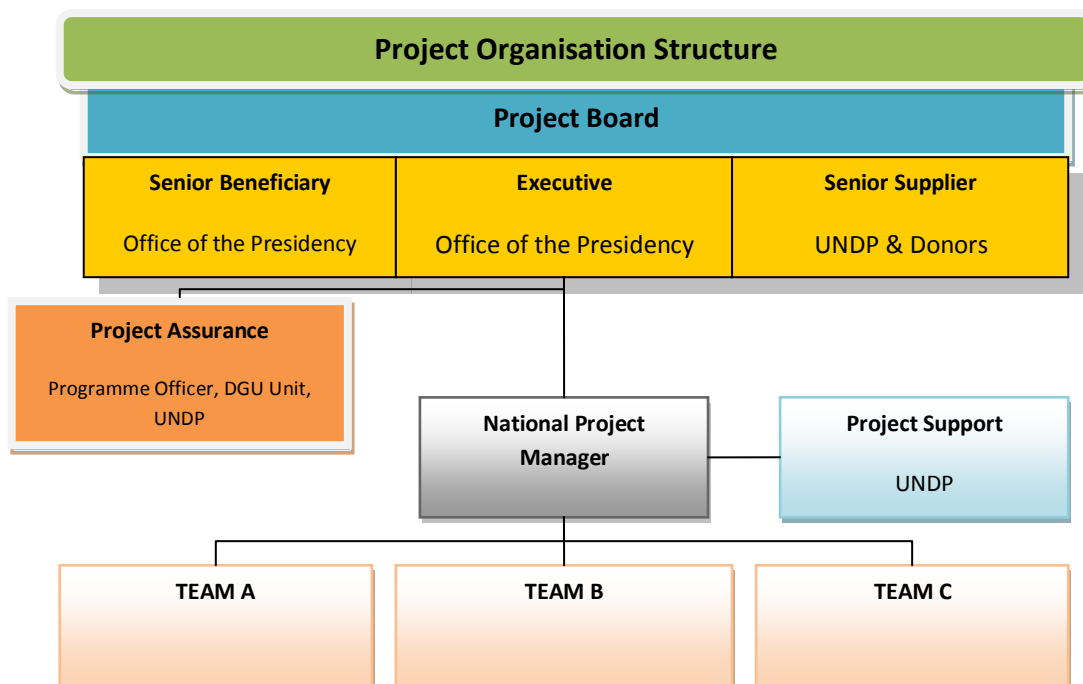 Project Organisation Structure
Project Board
Senior Beneficiary
Office of the Presidency
Executive
Office of the Presidency
Senior Supplier
UNDP & Donors
Project Assurance
Programme Officer, DGU Unit,
UNDP
National Project
Manager
Project Support
UNDP
TEAM A
TEAM B
TEAM C